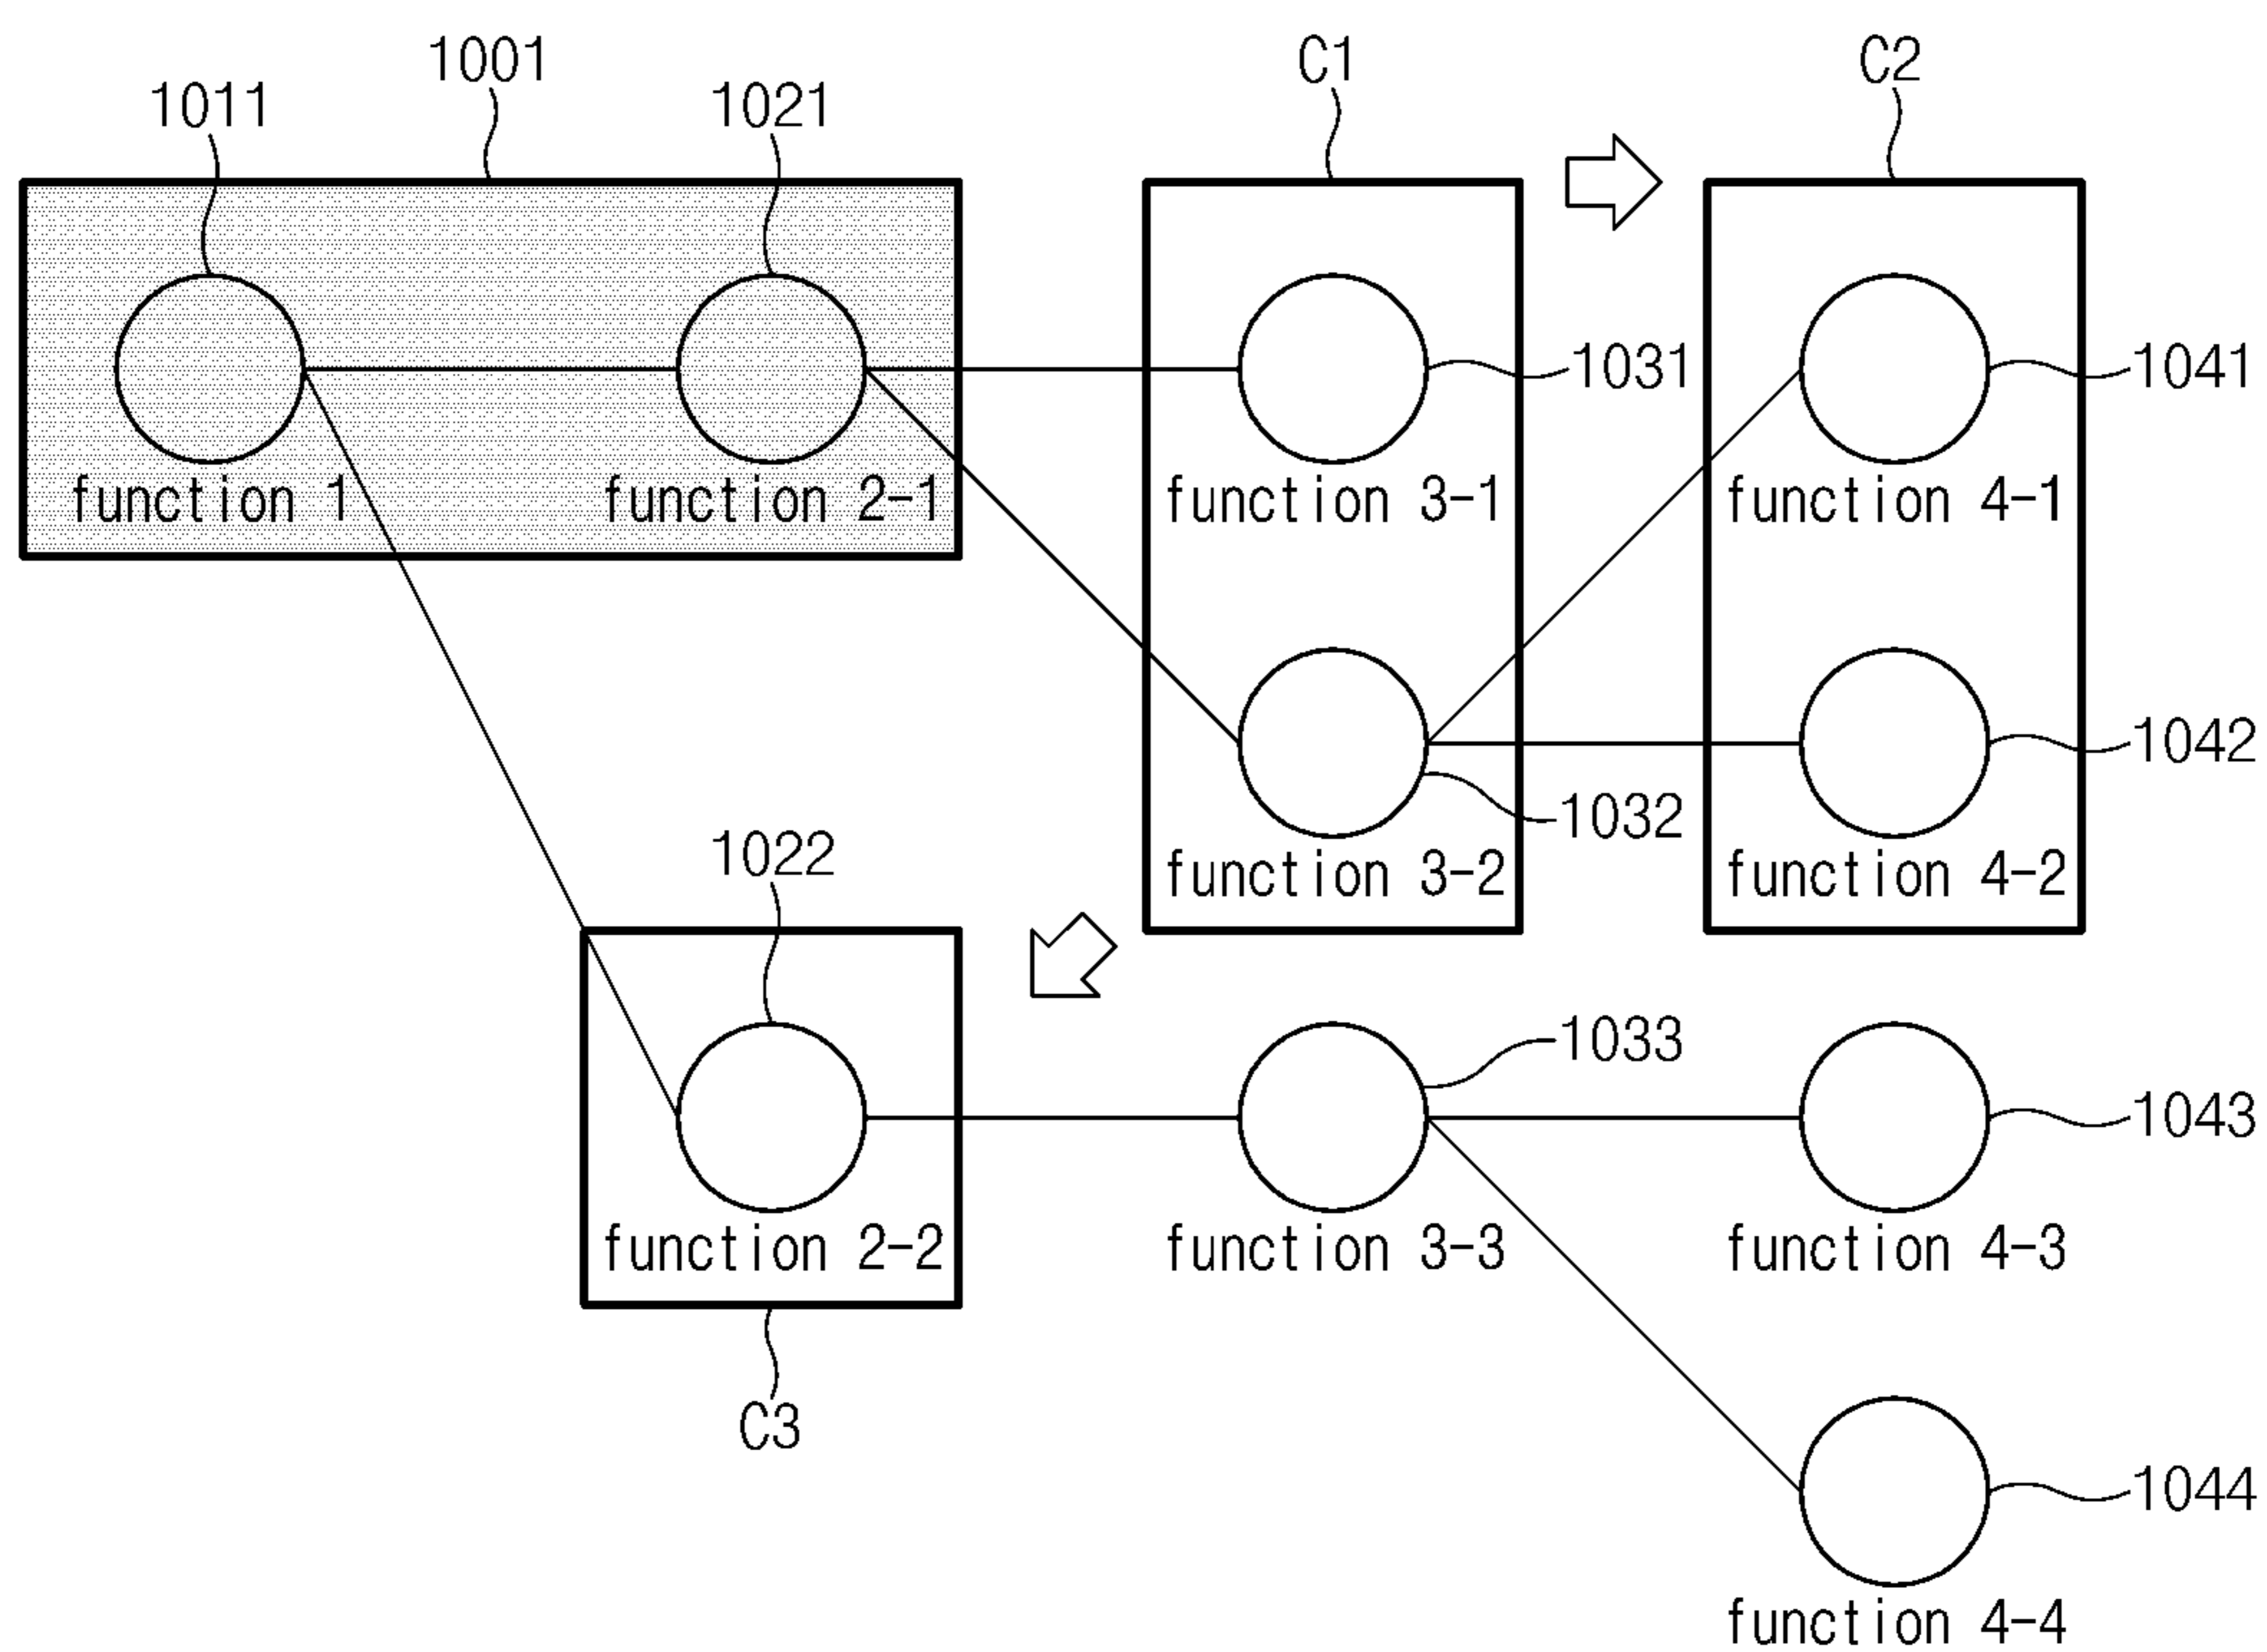 1001
C1
C2
1011
1021
1031
1041
function 1
function 2-1
function 3-1
function 4-1
1042
1032
1022
function 3-2
function 4-2
1033
1043
function 2-2
function 3-3
function 4-3
C3
1044
function 4-4